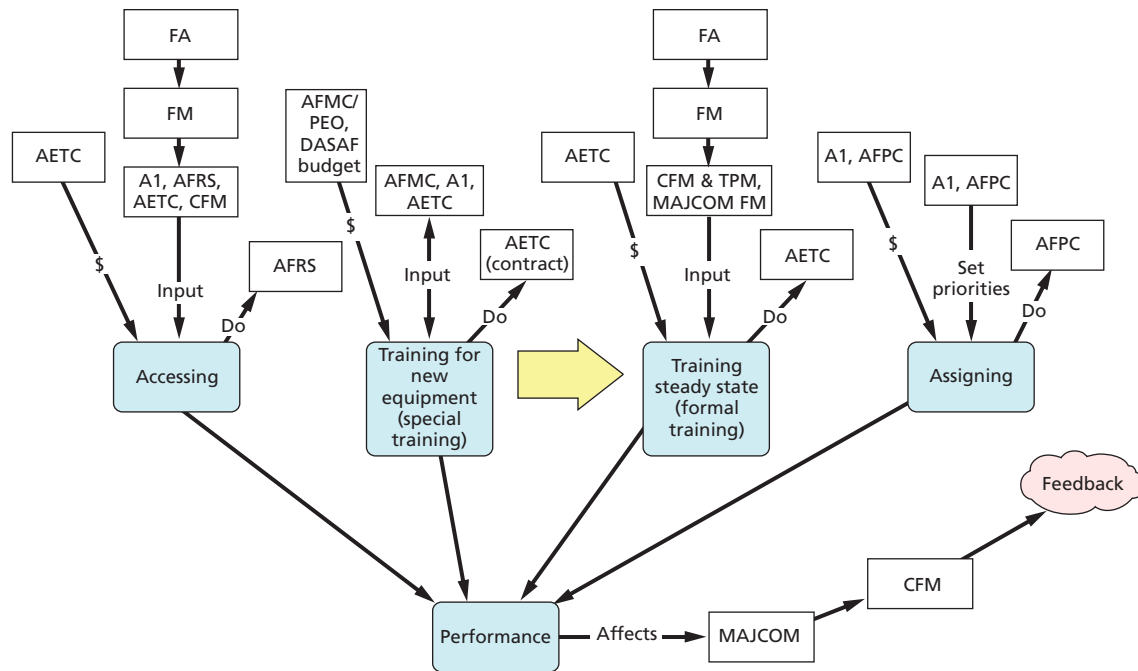 FA
FM
AETC
A1, AFRS,
AETC, CFM
$
Input
Do
AFRS
Accessing
AFMC/
PEO,
DASAF
budget
AFMC, A1,
AETC
$
Input
Do
AETC
(contract)
Training for
new
equipment
(special
training)
FA
FM
AETC
CFM & TPM,
MAJCOM FM
$
Input
Do
AETC
Training
steady state
(formal
training)
A1, AFPC
A1, AFPC
$
Set
priorities
Do
AFPC
Assigning
Performance
Affects
MAJCOM
CFM
Feedback